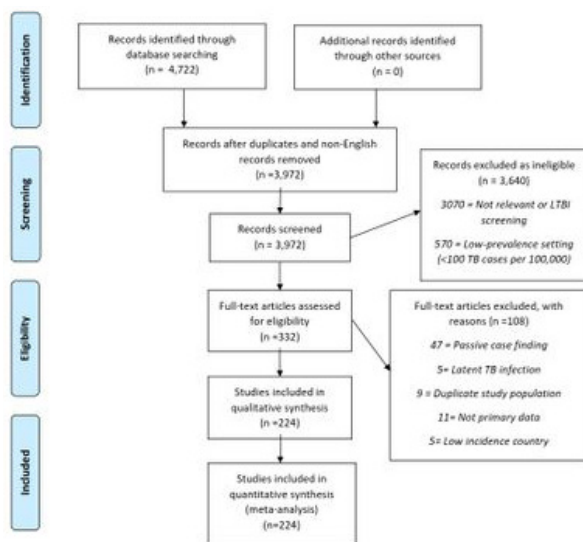 Identification
Records identified through
database searching
(n = 4,722)
Additional records identified
through other sources
(n = 0)
Records after duplicates and non-English
records removed
(n =3,972)
Screening
Records screened
(n = 3,972)
Records excluded as ineligible
(n = 3,640)
3070 = Not relevant or LTBI
screening
570 = Low-prevalence setting
(<100 TB cases per 100,000)
Eligibility
Full-text articles assessed
for eligibility
(n =332)
Full-text articles excluded, with
reasons (n =108)
47 = Passive case finding
5= Latent TB infection
9 = Duplicate study population
11= Not primary data
5= Low incidence country
Studies included in
qualitative synthesis
(n =224)
Included
Studies included in
quantitative synthesis
(meta-analysis)
(n=224)